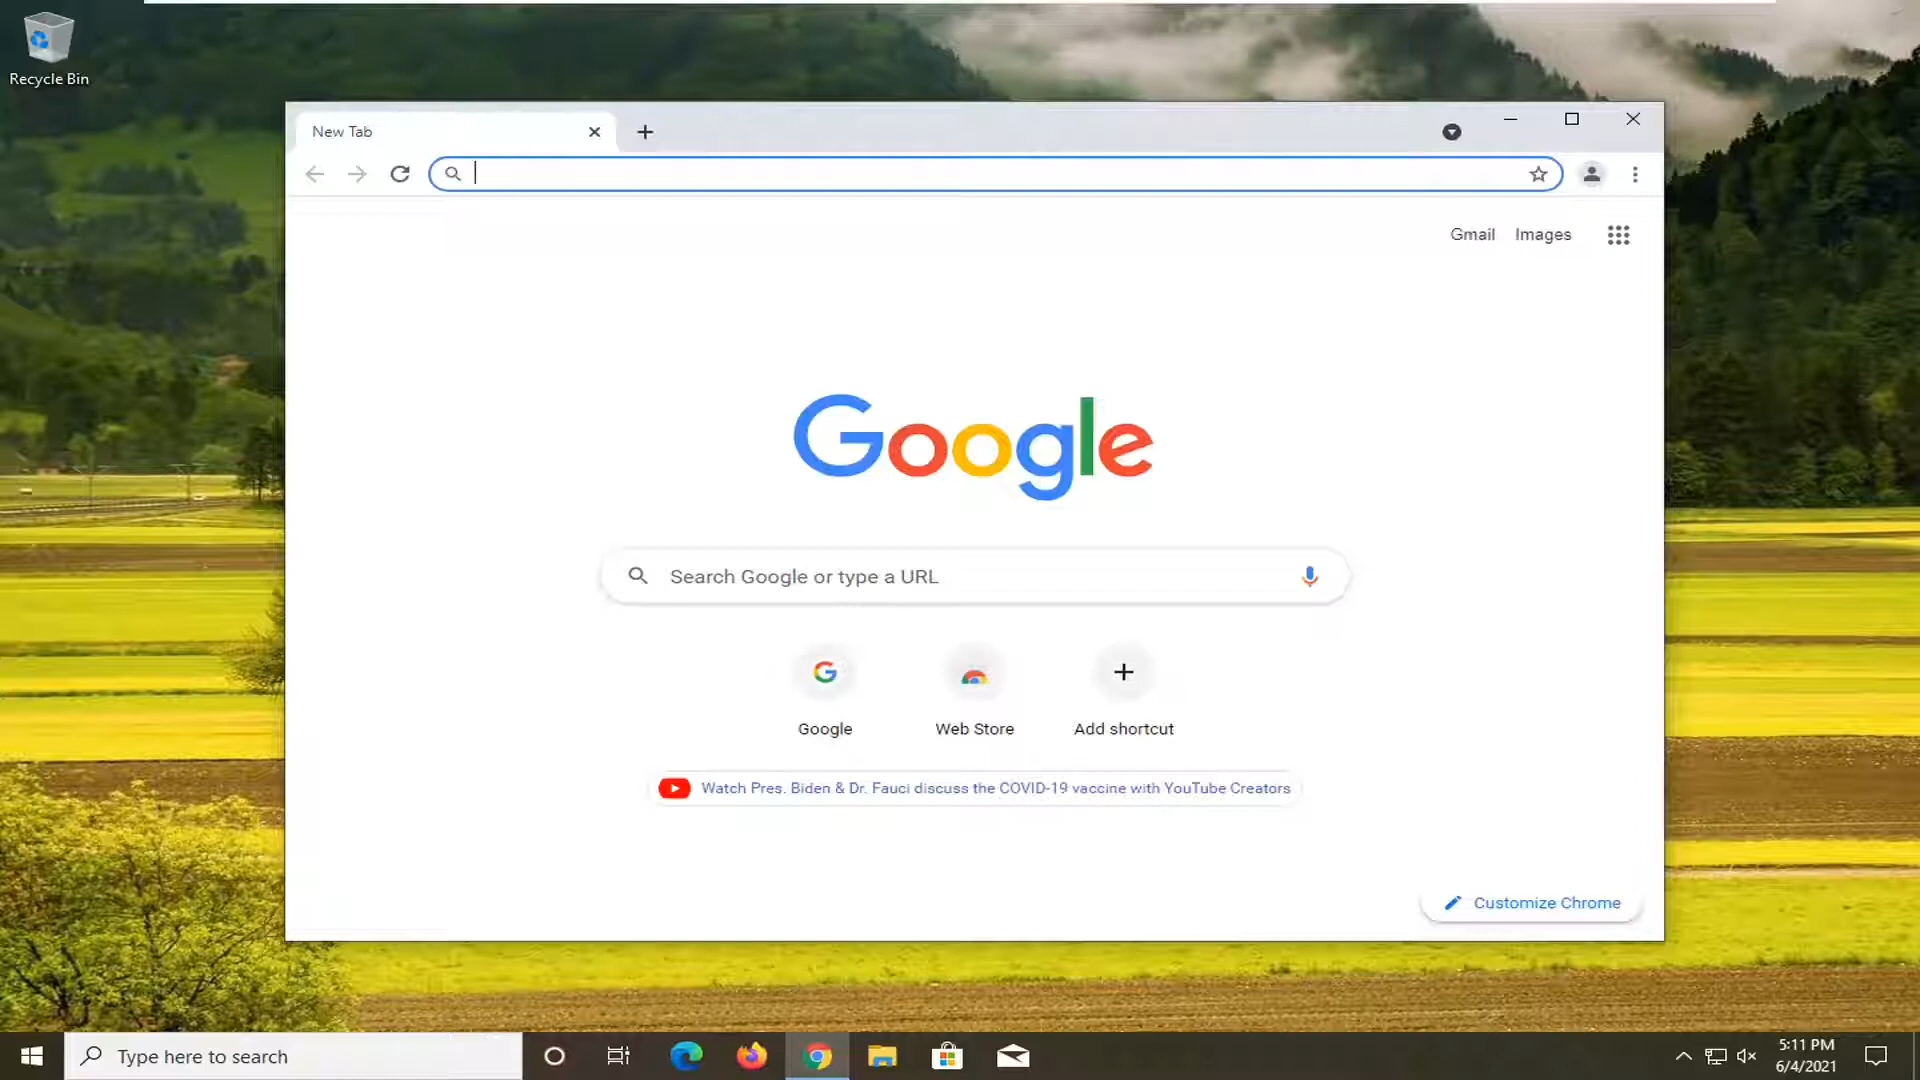 Recycle Bin
New Tab
Gmail Images
Google
Search Google or type a URL
Google Web Store Add shortcut
Watch Pres. Biden & Dr. Fauci discuss the COVID-19 vaccine with YouTube Creators
Customize Chrome
Type here to search
5:11 PM
6/4/2021